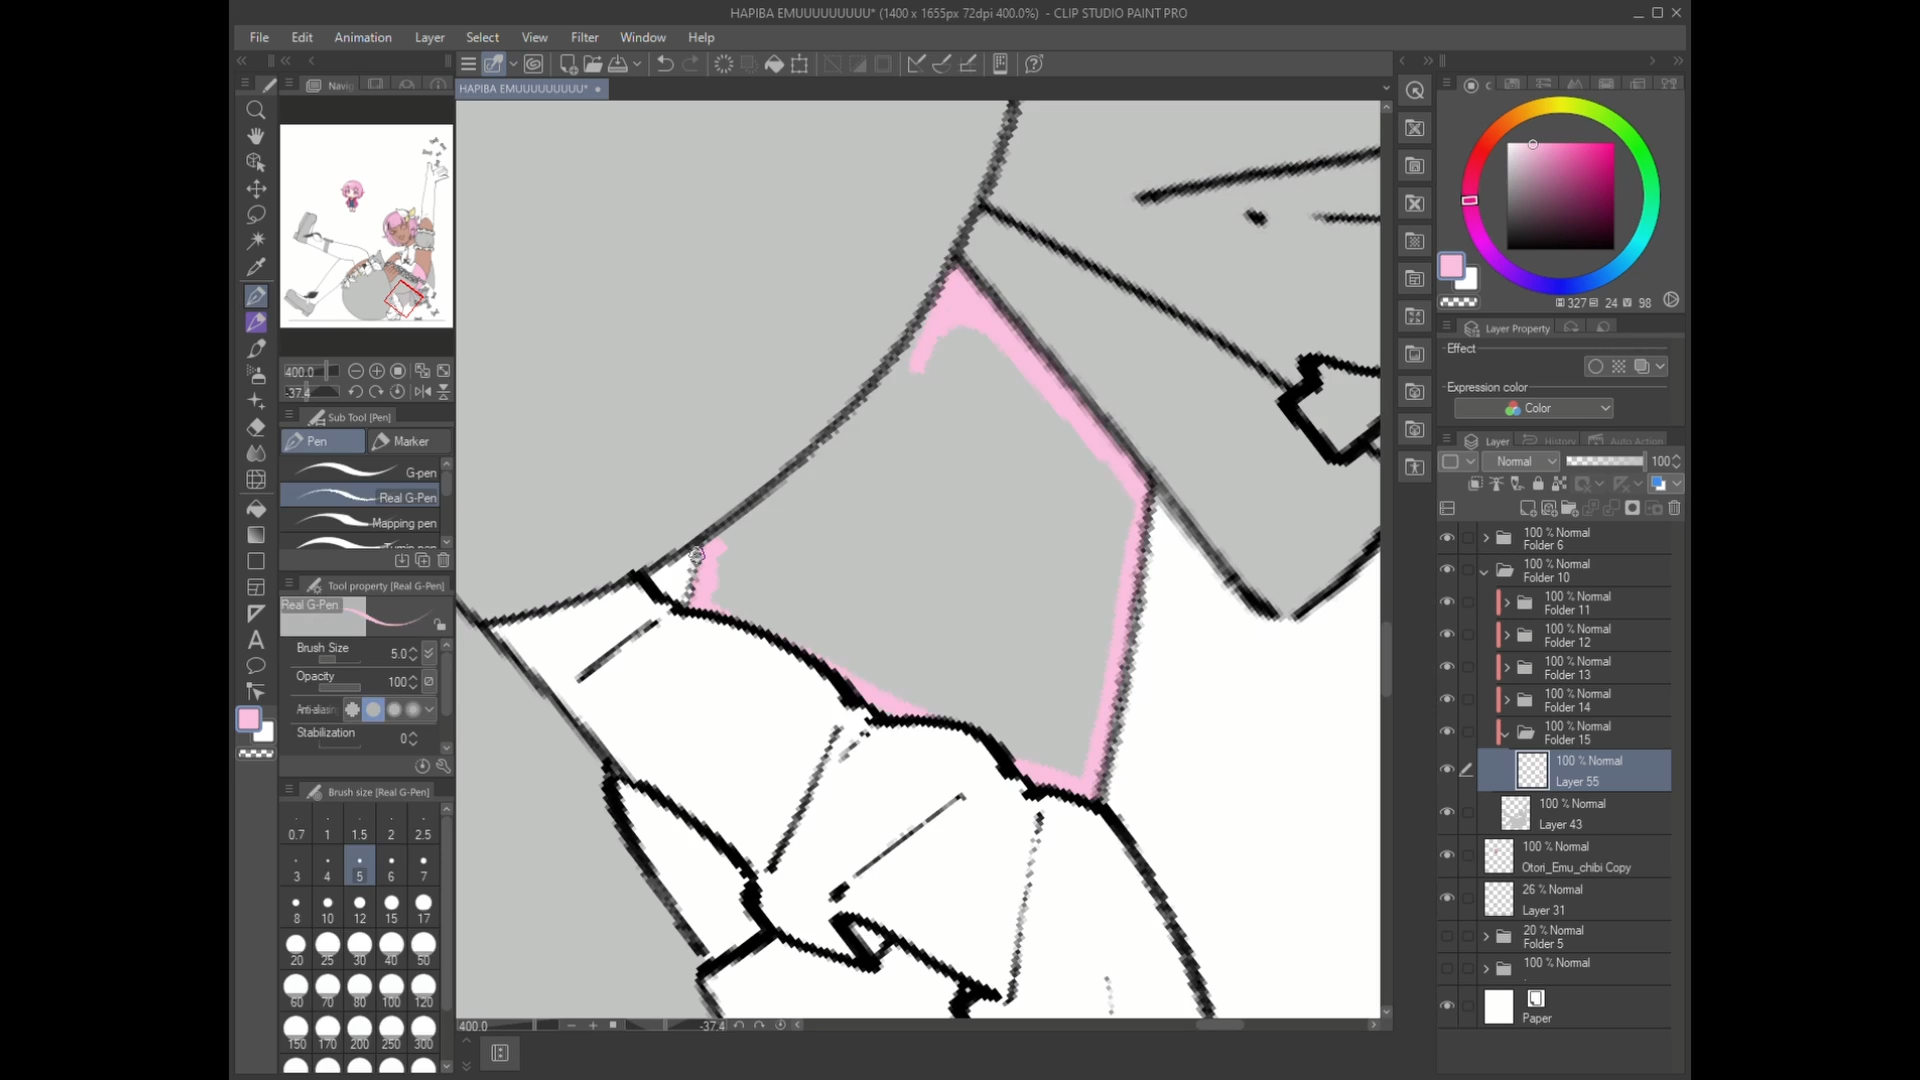 HAPIBA EMUUUUUUUUU* (1400 x 1655px 72dpi 400.0%) - CLIP STUDIO PAINT PRO
File Edit Animation Layer Select View Filter Window Help
Navig
HAPIBA EMUUUUUUUUU*
400.0
-37.4
Sub Tool [Pen]
Pen Marker
G-pen
Real G-Pen
Mapping pen
Tool property [Real G-Pen]
Real G-Pen
Brush Size 5.0
Opacity 100
Stabilization 0
Brush size [Real G-Pen]
0.7 1 1.5 2 2.5
3 4 5 6 7
8 10 12 15 17
20 25 30 40 50
60 70 80 100 120
150 170 200 250 300
400.0 -37.4
327 24 98
Layer Property
Effect
Expression color
Color
Layer History Auto Action
Normal 100
100 % Normal
Folder 6
100 % Normal
Folder 10
100 % Normal
Folder 11
100 % Normal
Folder 12
100 % Normal
Folder 13
100 % Normal
Folder 14
100 % Normal
Folder 15
100 % Normal
Layer 55
100 % Normal
Layer 43
100 % Normal
Otori_Emu_chibi Copy
26 % Normal
Layer 31
20 % Normal
Folder 5
100 % Normal
Paper